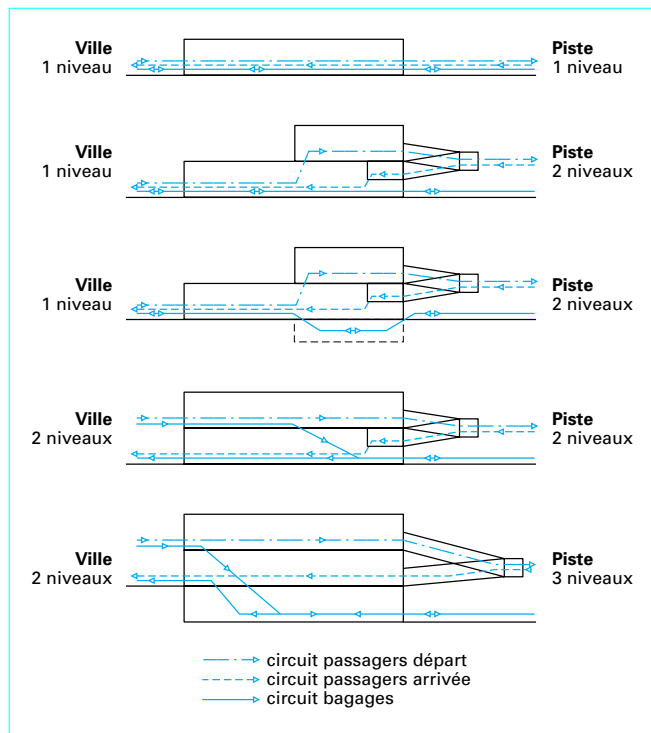 Ville
1 niveau
Piste
1 niveau
Ville
1 niveau
Piste
2 niveaux
Ville
1 niveau
Piste
2 niveaux
Ville
2 niveaux
Piste
2 niveaux
Ville
2 niveaux
Piste
3 niveaux
circuit passagers départ
circuit passagers arrivée
circuit bagages